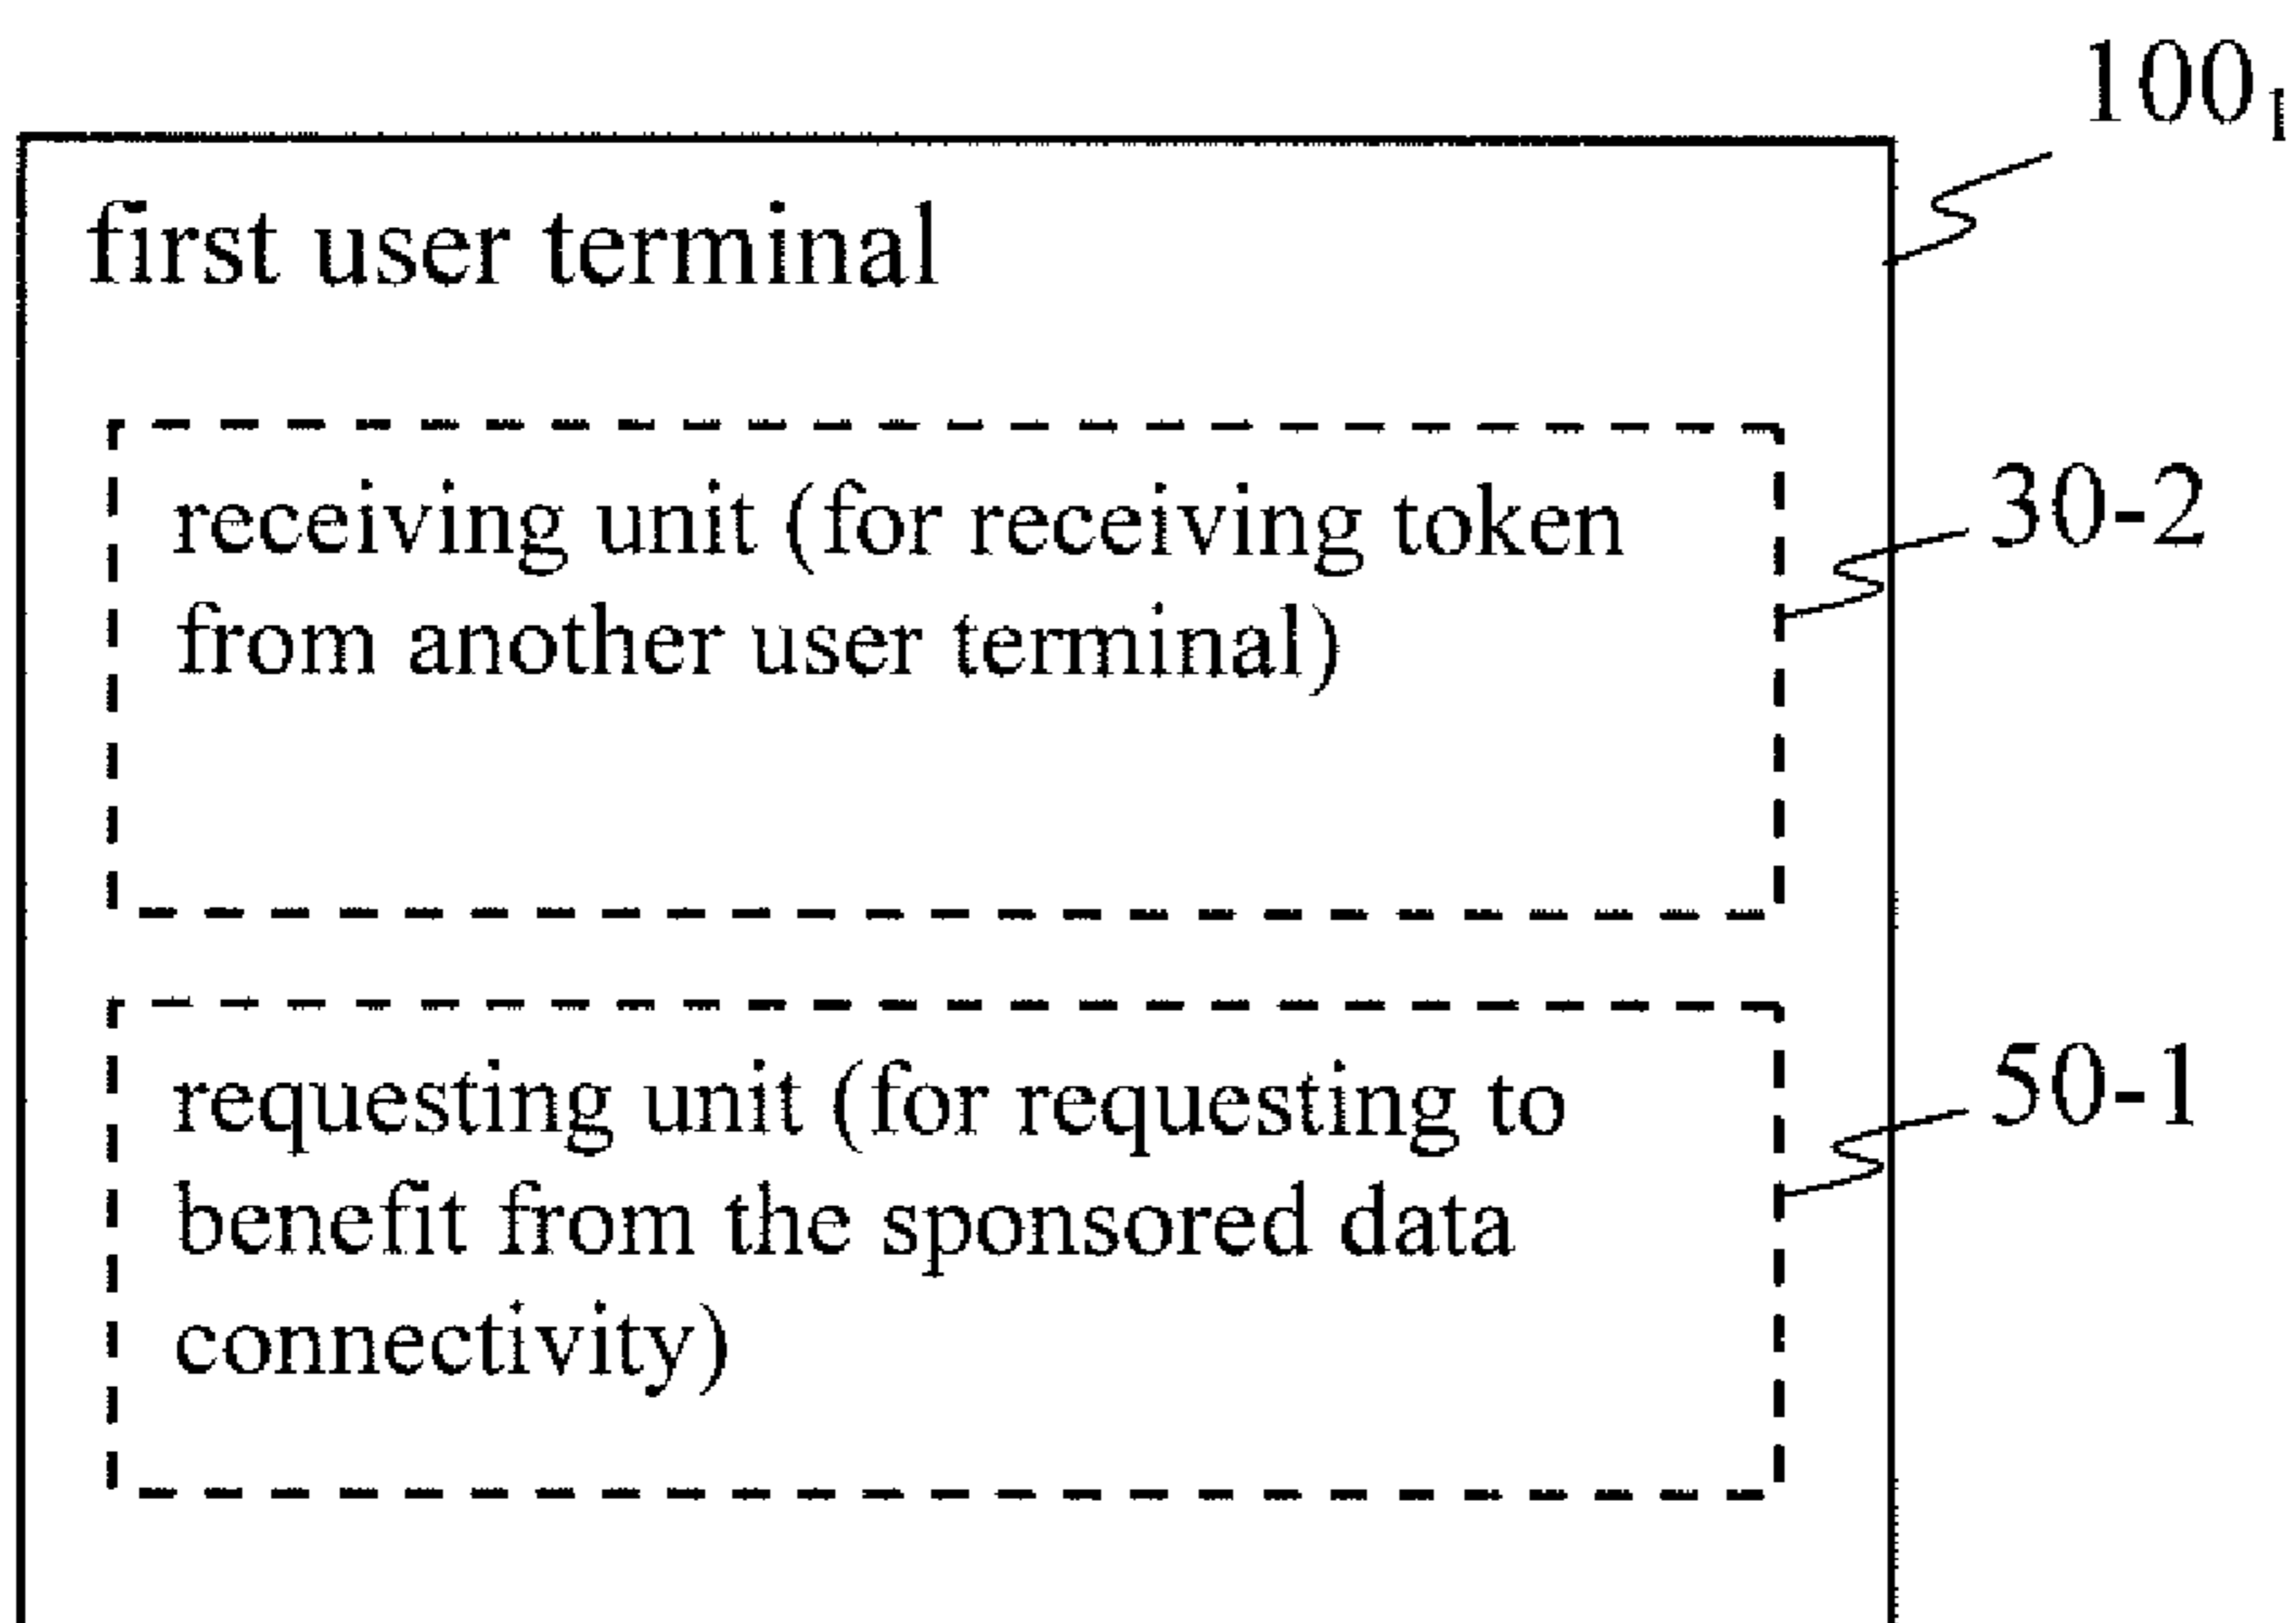 100₁
first user terminal
receiving unit (for receiving token
from another user terminal)
30-2
requesting unit (for requesting to
benefit from the sponsored data
connectivity)
50-1